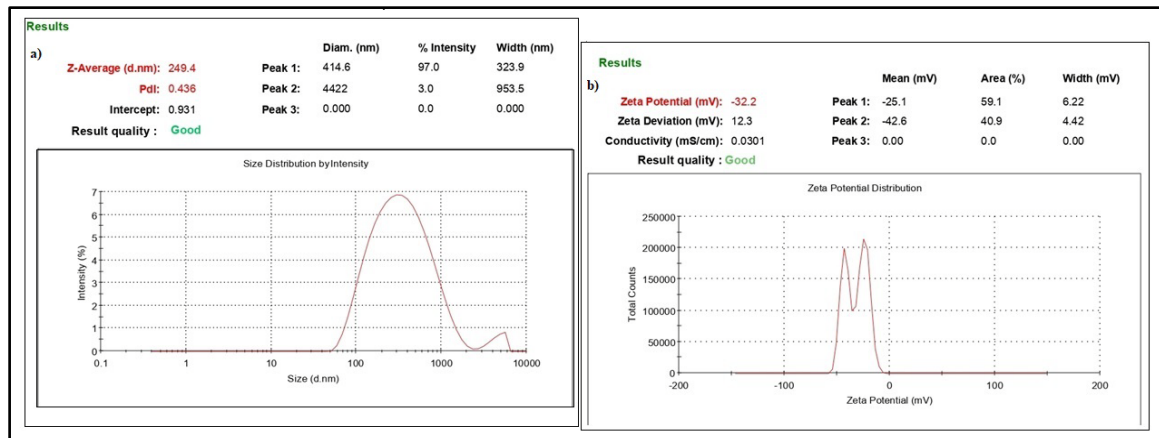 Results
a)
Diam. (nm) % Intensity Width (nm)
Z-Average (d.nm): 249.4 Peak 1: 414.6 97.0 323.9
PdI: 0.436 Peak 2: 4422 3.0 953.5
Intercept: 0.931 Peak 3: 0.000 0.0 0.000
Result quality : Good
Size Distribution by Intensity
Intensity (%)
7
6
5
4
3
2
1
0
0.1 1 10 100 1000 10000
Size (d.nm)
Results
b)
Mean (mV) Area (%) Width (mV)
Zeta Potential (mV): -32.2 Peak 1: -25.1 59.1 6.22
Zeta Deviation (mV): 12.3 Peak 2: -42.6 40.9 4.42
Conductivity (mS/cm): 0.0301 Peak 3: 0.00 0.0 0.00
Result quality : Good
Zeta Potential Distribution
Total Counts
250000
200000
150000
100000
50000
0
-200 -100 0 100 200
Zeta Potential (mV)